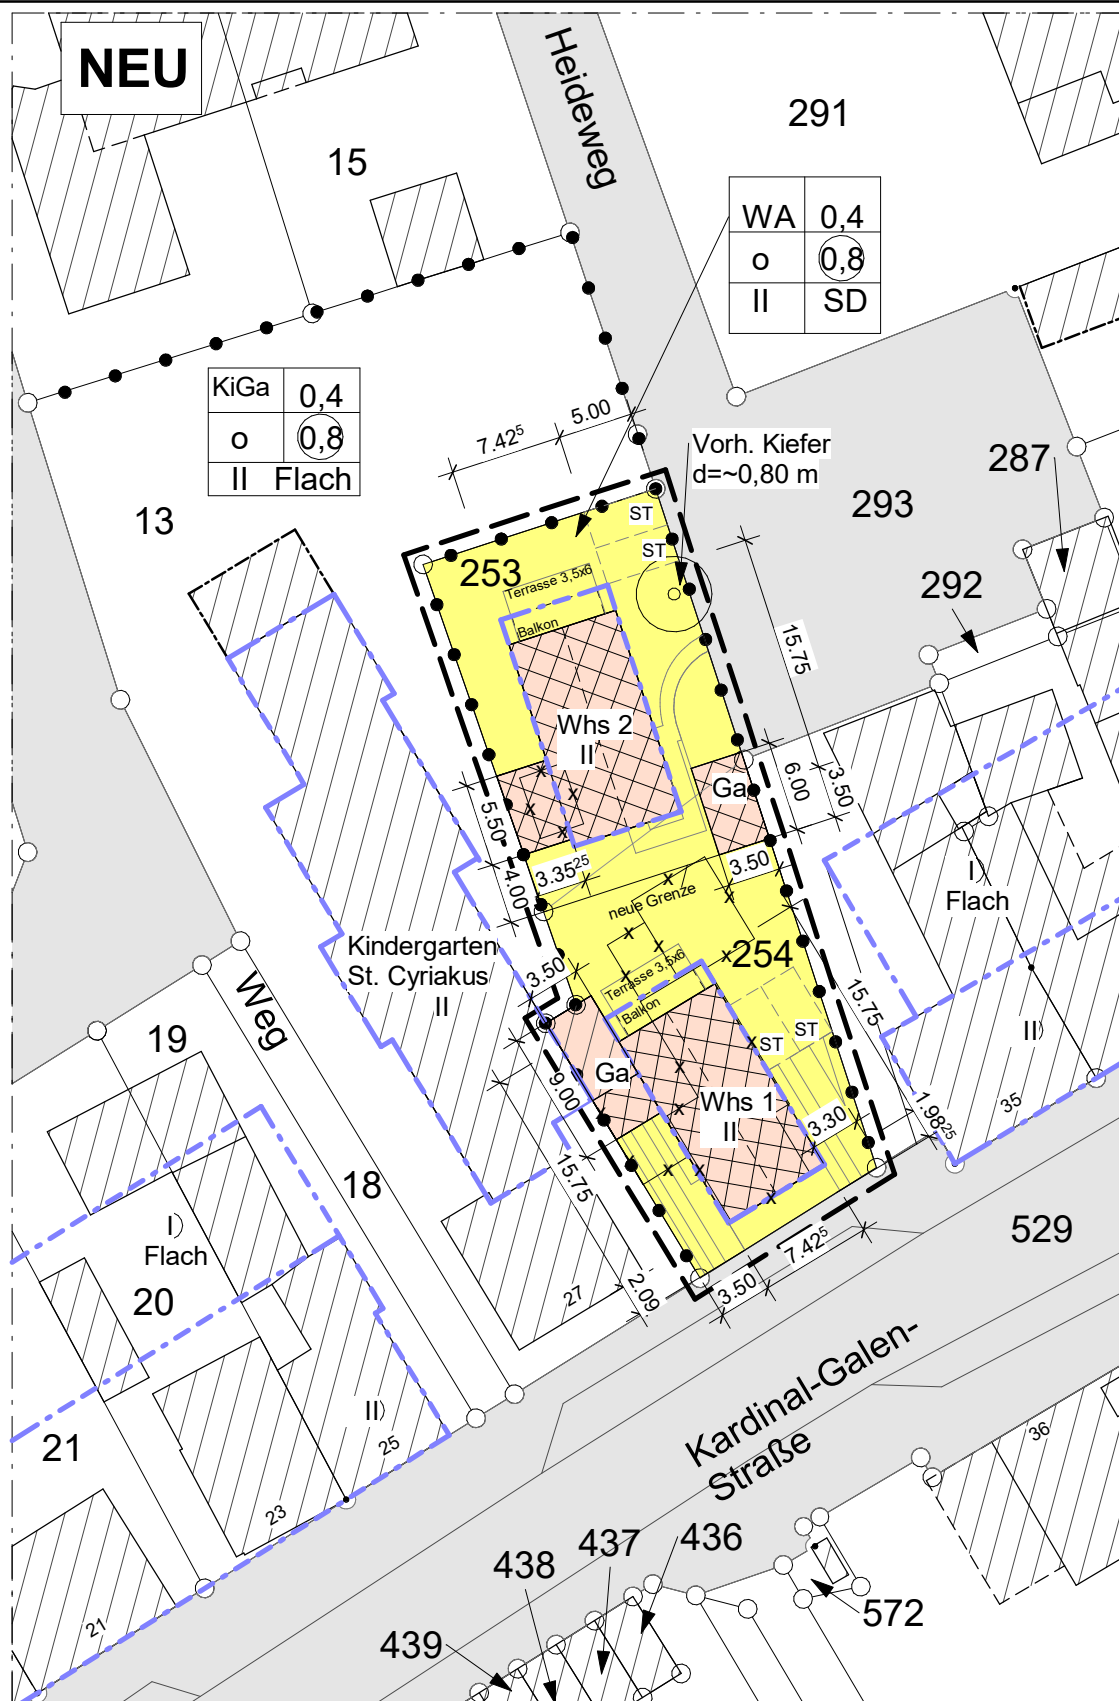 NEU
Heideweg
291
15
WA 0,4
o 0,8
II SD
KiGa 0,4
o 0,8
II Flach
5.00
7.42⁵
Vorh. Kiefer
d=~0,80 m
287
293
13
ST
ST
253
Terrasse 3,5x6
292
Balkon
15.75
Whs 2
II
6.00
3.50
Ga
5.50
3.35²⁵
3.50
4.00
I)
Flach
neue Grenze
Kindergarten
St. Cyriakus
II
254
3.50
Terrasse 3,5x6
Balkon
15.75
Weg
19
ST
ST
II)
Ga
9.00
Whs 1
II
3.30
1.98²⁵
35
15.75
18
I)
Flach
529
7.42⁵
3.50
2.09
27
20
Kardinal-Galen-
Straße
II)
25
21
36
23
436
437
438
572
439
21